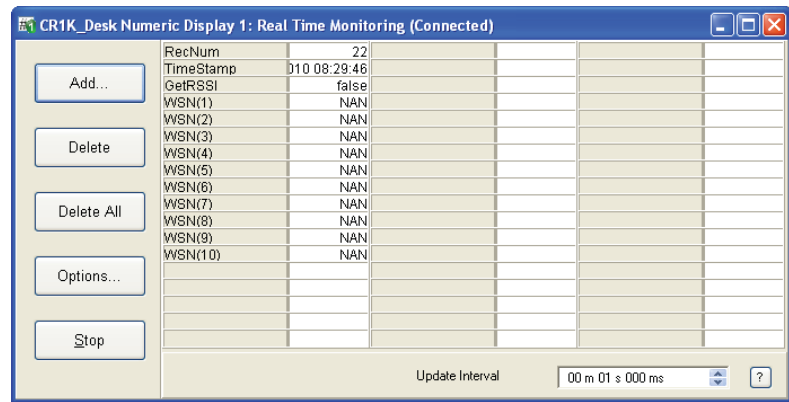 CR1K_Desk Numeric Display 1: Real Time Monitoring (Connected)
Add...
Delete
Delete All
Options...
Stop
RecNum 22
TimeStamp 010 08:29:46
GetRSSI false
WSN(1) NAN
WSN(2) NAN
WSN(3) NAN
WSN(4) NAN
WSN(5) NAN
WSN(6) NAN
WSN(7) NAN
WSN(8) NAN
WSN(9) NAN
WSN(10) NAN
Update Interval 00 m 01 s 000 ms ?